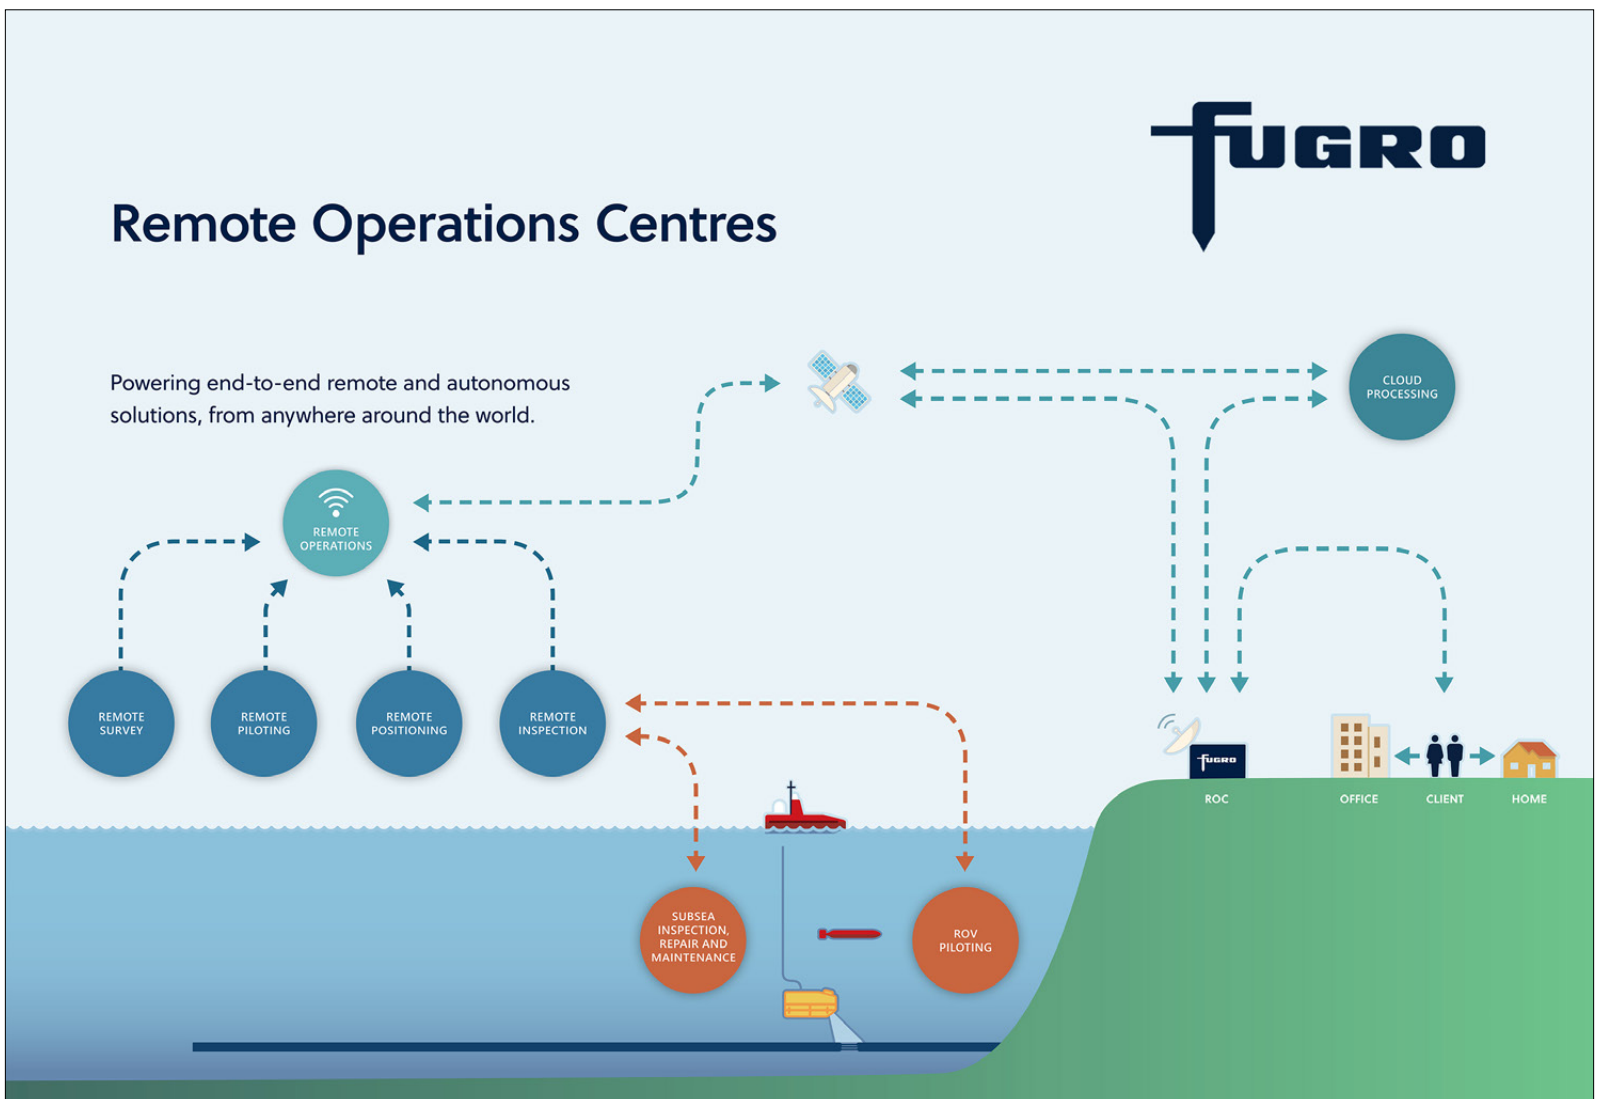 fUGRO
Remote Operations Centres
Powering end-to-end remote and autonomous
solutions, from anywhere around the world.
CLOUD
PROCESSING
REMOTE
OPERATIONS
REMOTE
SURVEY
REMOTE
PILOTING
REMOTE
POSITIONING
REMOTE
INSPECTION
fUGRO
ROC
OFFICE
CLIENT
HOME
SUBSEA
INSPECTION,
REPAIR AND
MAINTENANCE
ROV
PILOTING